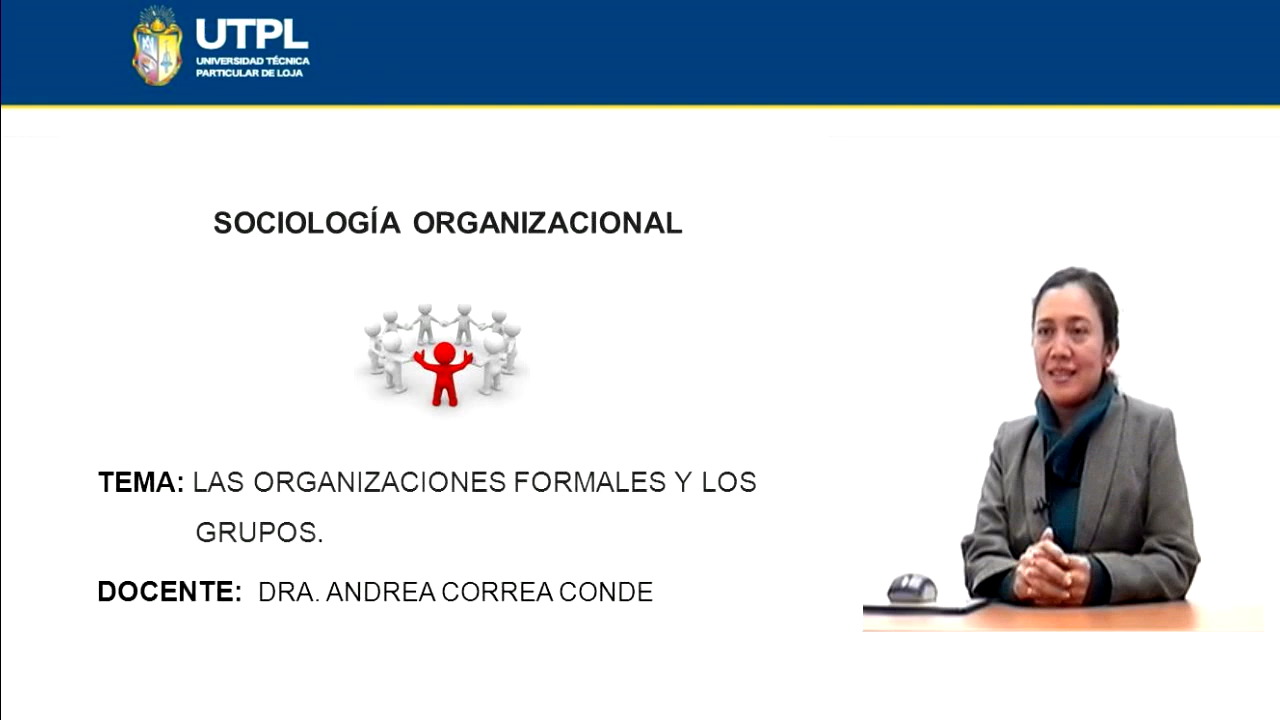 UTPL
UNIVERSIDAD TÉCNICA
PARTICULAR DE LOJA
SOCIOLOGÍA ORGANIZACIONAL
TEMA: LAS ORGANIZACIONES FORMALES Y LOS
GRUPOS.
DOCENTE: DRA. ANDREA CORREA CONDE